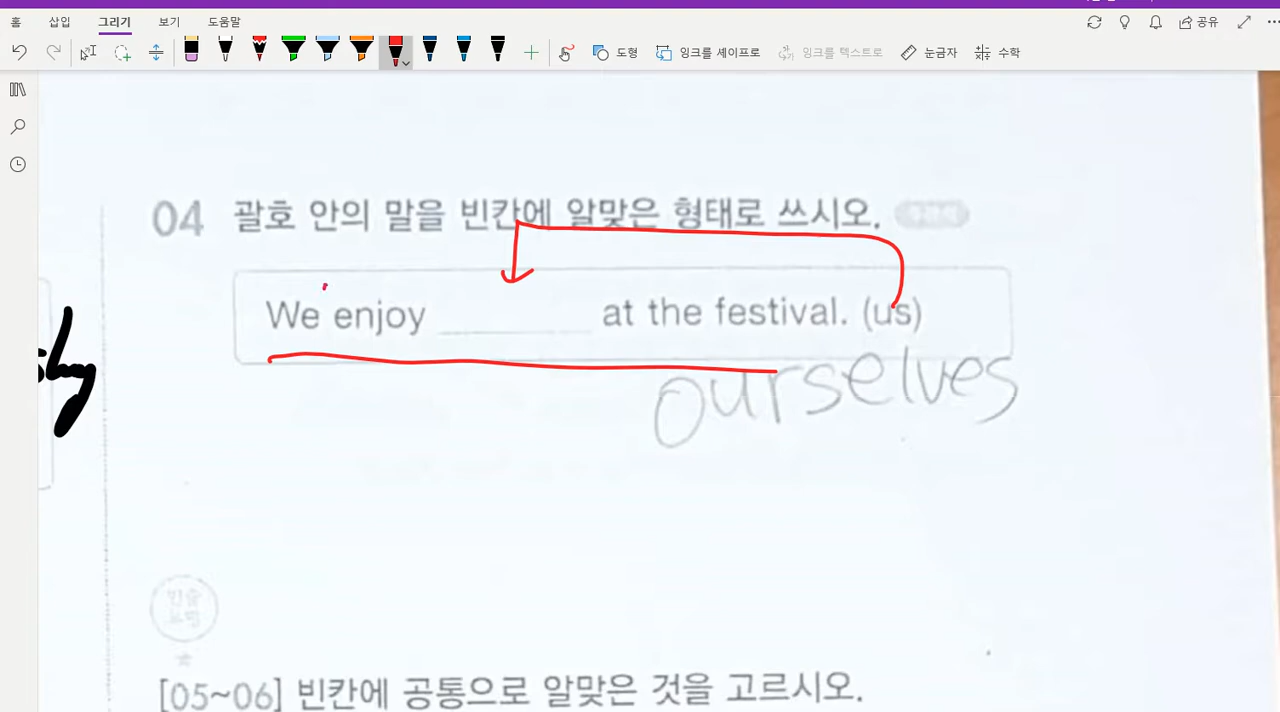 홈 삽입 그리기 보기 도움말 공유
도형 잉크를 셰이프로 잉크를 텍스트로 눈금자 수학
04 괄호 안의 말을 빈칸에 알맞은 형태로 쓰시오.
We enjoy ________ at the festival. (us)
ourselves
[05~06] 빈칸에 공통으로 알맞은 것을 고르시오.